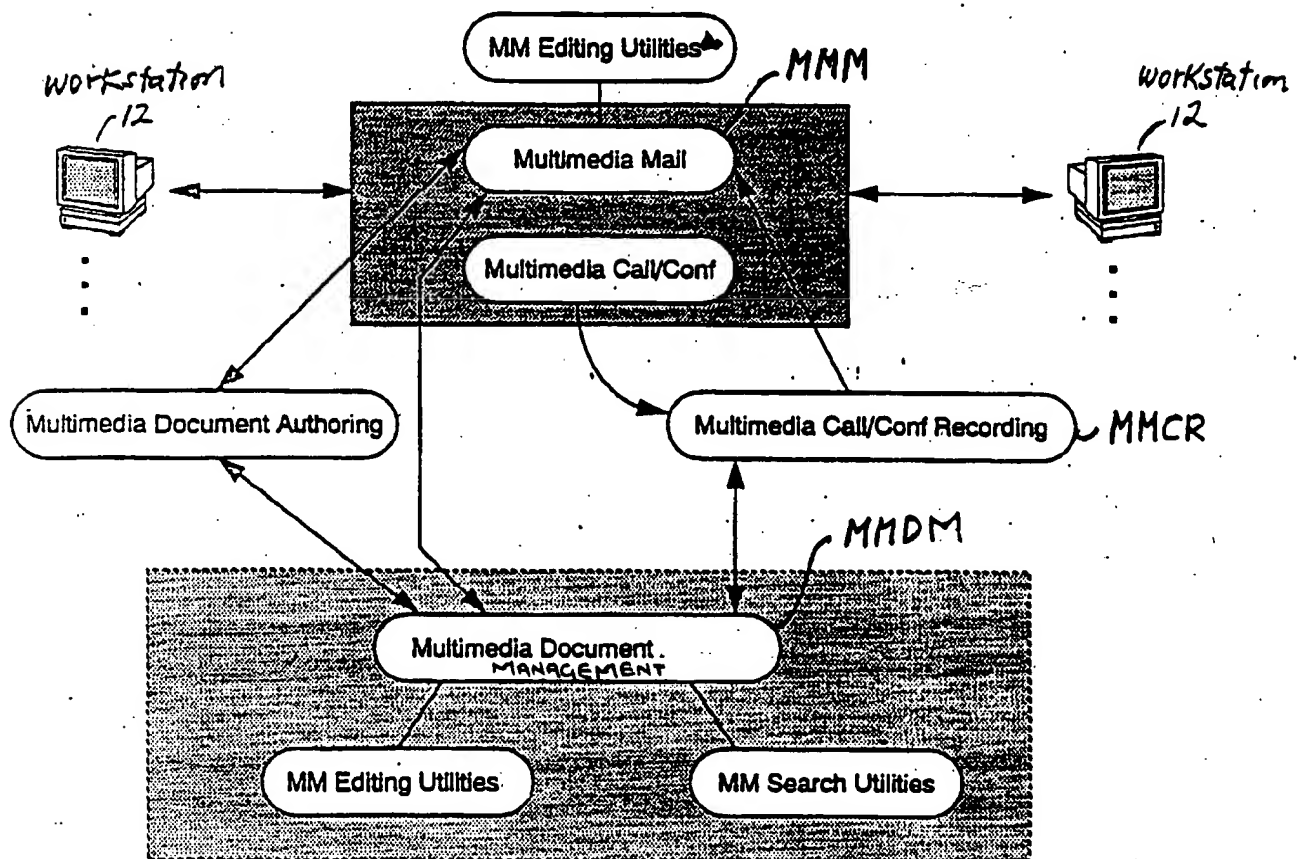 MM Editing Utilities
MMM
workstation
12
workstation
12
Multimedia Mail
Multimedia Call/Conf
Multimedia Document Authoring
Multimedia Call/Conf Recording
MMCR
MMDM
Multimedia Document
MANAGEMENT
MM Editing Utilities
MM Search Utilities